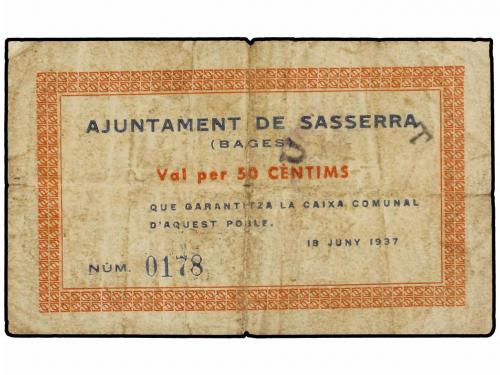 AJUNTAMENT DE SASSERRA
(BAGES)
Val per 50 CÈNTIMS
QUE GARANTITZA LA CAIXA COMUNAL
D'AQUEST POBLE.
18 JUNY 1937
NÚM. 0178